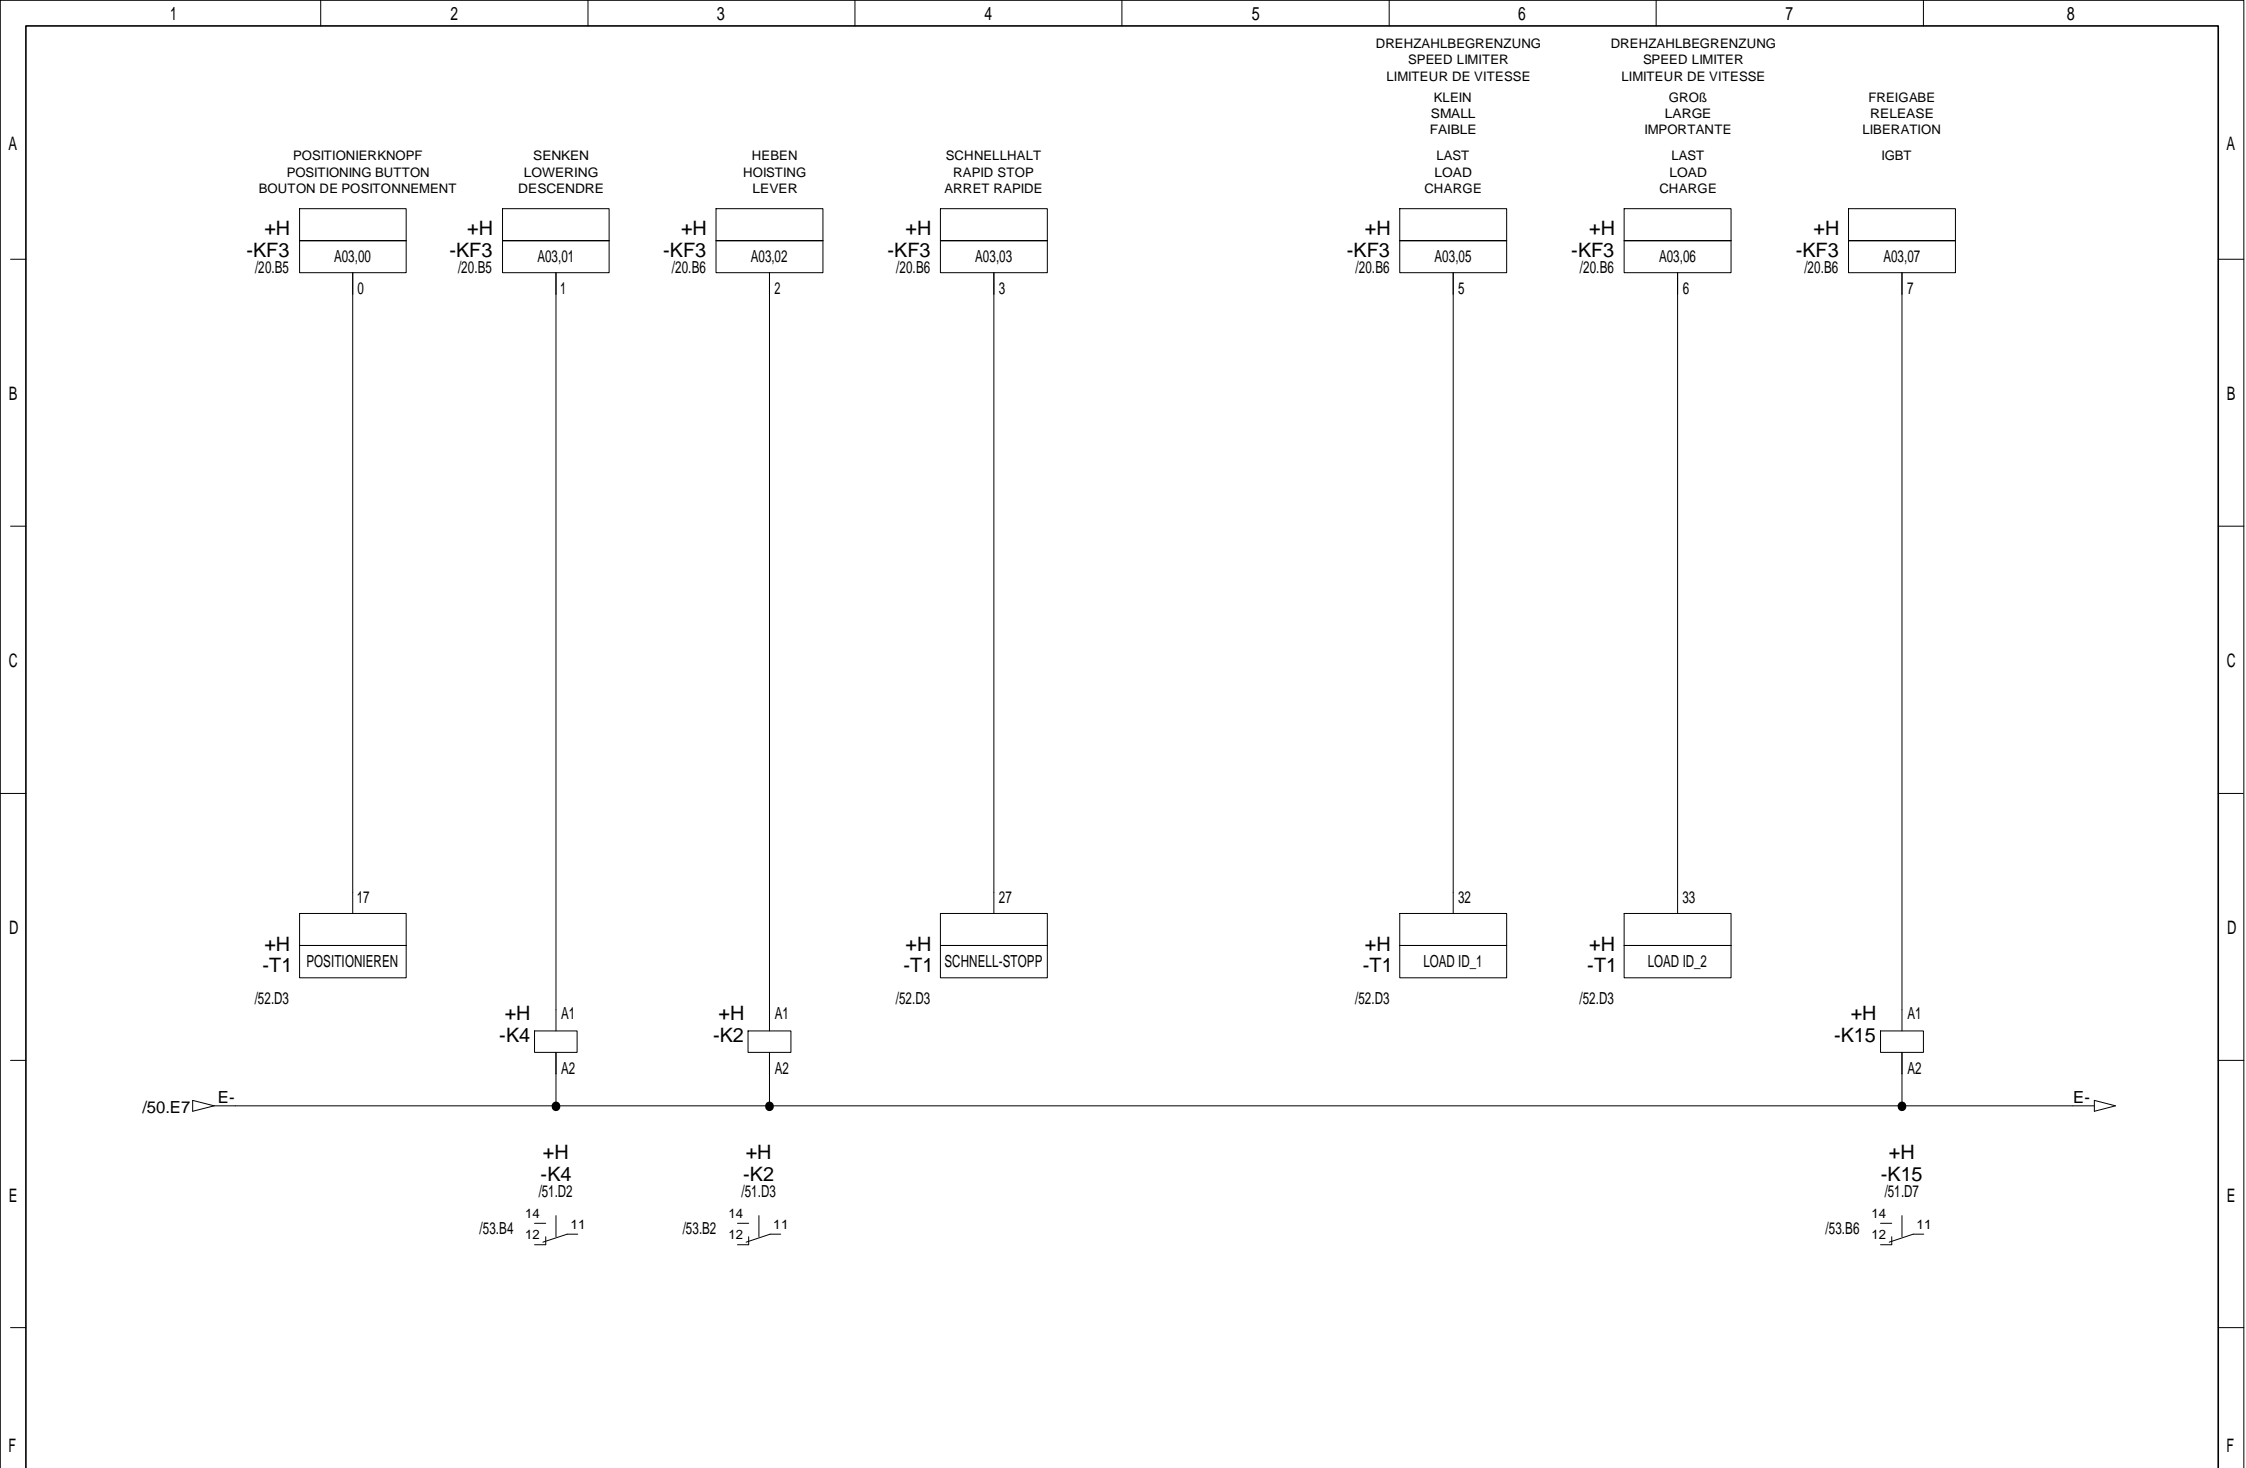 1 2 3 4 5 6 7 8
DREHZAHLBEGRENZUNG
SPEED LIMITER
LIMITEUR DE VITESSE
KLEIN
SMALL
FAIBLE
LAST
LOAD
CHARGE
DREHZAHLBEGRENZUNG
SPEED LIMITER
LIMITEUR DE VITESSE
GROß
LARGE
IMPORTANTE
LAST
LOAD
CHARGE
FREIGABE
RELEASE
LIBERATION
IGBT
A A
POSITIONIERKNOPF
POSITIONING BUTTON
BOUTON DE POSITONNEMENT
SENKEN
LOWERING
DESCENDRE
HEBEN
HOISTING
LEVER
SCHNELLHALT
RAPID STOP
ARRET RAPIDE
+H
-KF3
/20.B5
A03,00
0
+H
-KF3
/20.B5
A03,01
1
+H
-KF3
/20.B6
A03,02
2
+H
-KF3
/20.B6
A03,03
3
+H
-KF3
/20.B6
A03,05
5
+H
-KF3
/20.B6
A03,06
6
+H
-KF3
/20.B6
A03,07
7
B B
C C
D D
17
+H
-T1
POSITIONIEREN
/52.D3
27
+H
-T1
SCHNELL-STOPP
/52.D3
32
+H
-T1
LOAD ID_1
/52.D3
33
+H
-T1
LOAD ID_2
/52.D3
+H
-K4
A1
A2
+H
-K2
A1
A2
+H
-K15
A1
A2
/50.E7 E- E-
E E
+H
-K4
/51.D2
/53.B4
14
12
11
+H
-K2
/51.D3
/53.B2
14
12
11
+H
-K15
/51.D7
/53.B6
14
12
11
F F